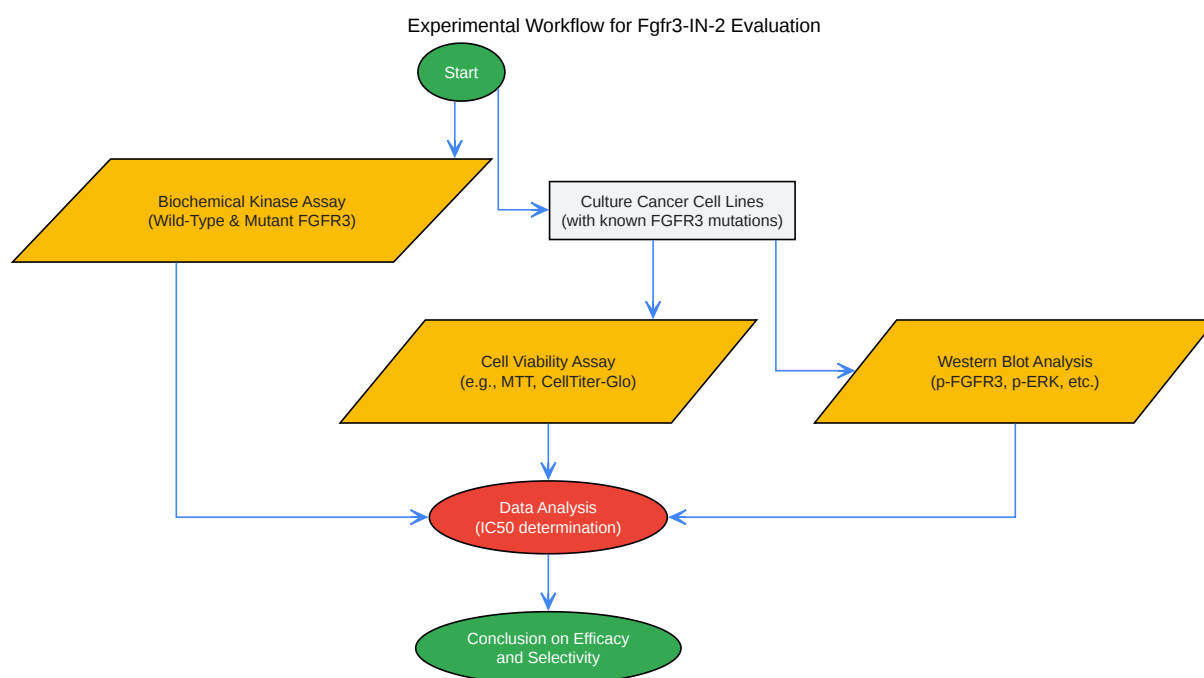 Experimental Workflow for Fgfr3-IN-2 Evaluation
Start
Biochemical Kinase Assay
(Wild-Type & Mutant FGFR3)
Culture Cancer Cell Lines
(with known FGFR3 mutations)
Cell Viability Assay
(e.g., MTT, CellTiter-Glo)
Western Blot Analysis
(p-FGFR3, p-ERK, etc.)
Data Analysis
(IC50 determination)
Conclusion on Efficacy
and Selectivity